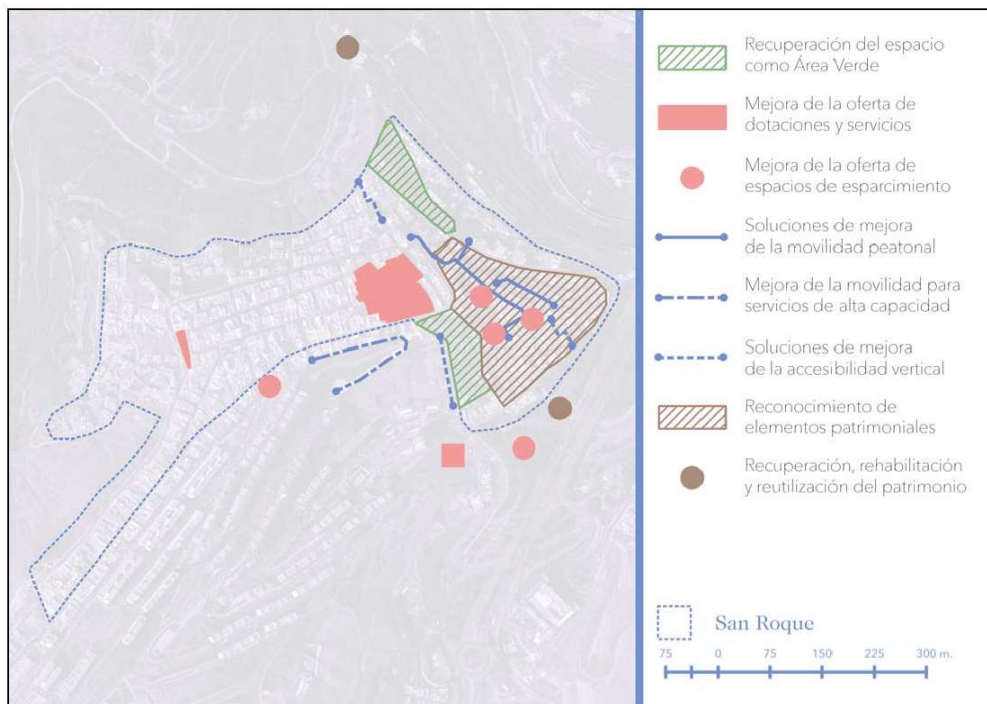 Recuperación del espacio
como Área Verde
Mejora de la oferta de
dotaciones y servicios
Mejora de la oferta de
espacios de esparcimiento
Soluciones de mejora
de la movilidad peatonal
Mejora de la movilidad para
servicios de alta capacidad
Soluciones de mejora
de la accesibilidad vertical
Reconocimiento de
elementos patrimoniales
Recuperación, rehabilitación
y reutilización del patrimonio
San Roque
75 0 75 150 225 300 m.